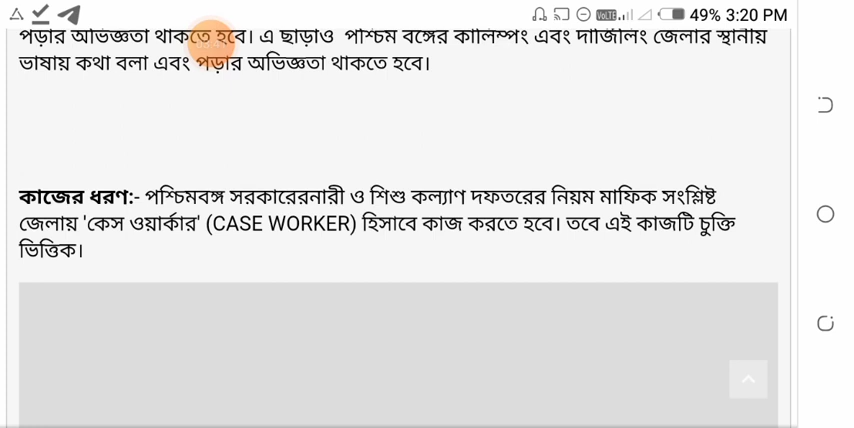 49% 3:20 PM
পড়ার অভিজ্ঞতা থাকতে হবে। এ ছাড়াও পশ্চিম বঙ্গের কালিম্পং এবং দার্জিলিং জেলার স্থানীয়
ভাষায় কথা বলা এবং পড়ার অভিজ্ঞতা থাকতে হবে।
কাজের ধরণ:- পশ্চিমবঙ্গ সরকারেরনারী ও শিশু কল্যাণ দফতরের নিয়ম মাফিক সংশ্লিষ্ট
জেলায় 'কেস ওয়ার্কার' (CASE WORKER) হিসাবে কাজ করতে হবে। তবে এই কাজটি চুক্তি
ভিত্তিক।